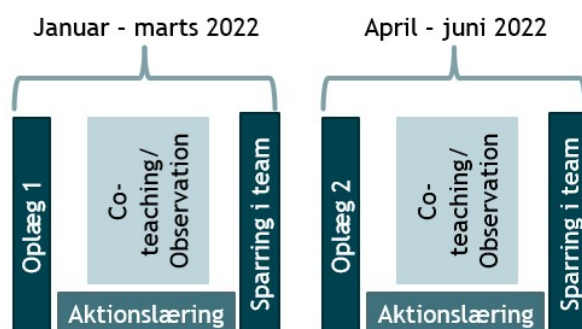 Januar – marts 2022
Oplæg 1
Co-
teaching/
Observation
Sparring i team
Aktionslæring
April – juni 2022
Oplæg 2
Co-
teaching/
Observation
Sparring i team
Aktionslæring